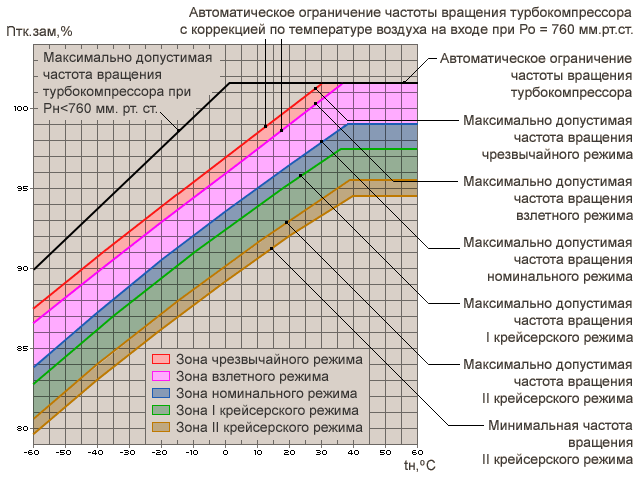 Автоматическое ограничение частоты вращения турбокомпрессора
с коррекцией по температуре воздуха на входе при Ро = 760 мм.рт.ст.
Птк.зам,%
Максимально допустимая
частота вращения
турбокомпрессора при
Рн<760 мм. рт. ст.
Автоматическое ограничение
частоты вращения
турбокомпрессора
Максимально допустимая
частота вращения
чрезвычайного режима
Максимально допустимая
частота вращения
взлетного режима
Максимально допустимая
частота вращения
номинального режима
Максимально допустимая
частота вращения
I крейсерского режима
Максимально допустимая
частота вращения
II крейсерского режима
Минимальная частота
вращения
II крейсерского режима
100
95
90
85
80
Зона чрезвычайного режима
Зона взлетного режима
Зона номинального режима
Зона I крейсерского режима
Зона II крейсерского режима
-60 -50 -40 -30 -20 -10 0 10 20 30 40 50 60
tн,ºС